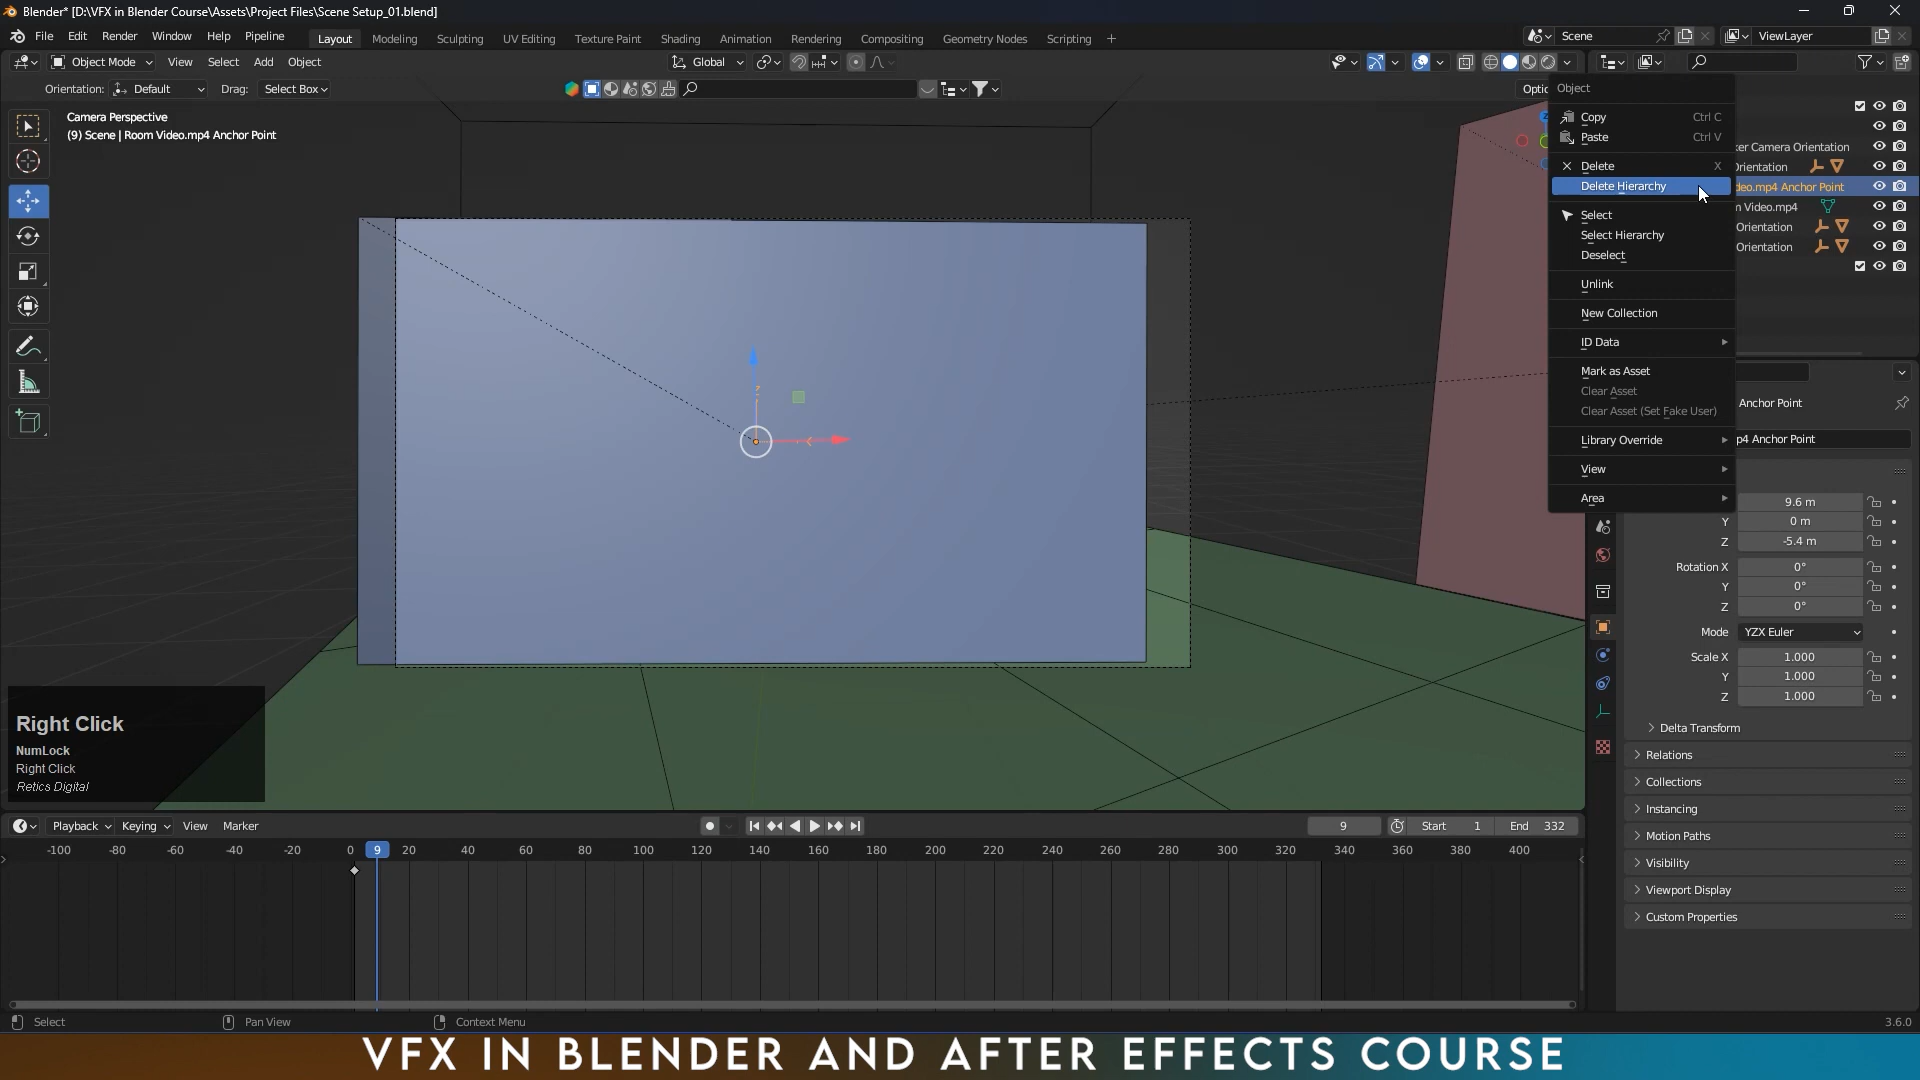 Blender* [D:\VFX in Blender Course\Assets\Project Files\Scene Setup_01.blend]
File Edit Render Window Help Pipeline Layout Modeling Sculpting UV Editing Texture Paint Shading Animation Rendering Compositing Geometry Nodes Scripting + Scene ViewLayer
Object Mode View Select Add Object Global
Orientation: Default Drag: Select Box Optio
Camera Perspective
(9) Scene | Room Video.mp4 Anchor Point
Object
Copy Ctrl C
Paste Ctrl V
Delete X
Delete Hierarchy
Select
Select Hierarchy
Deselect
Unlink
New Collection
ID Data
Mark as Asset
Clear Asset
Clear Asset (Set Fake User)
Library Override
View
Area
ker Camera Orientation
Orientation
deo.mp4 Anchor Point
m Video.mp4
Orientation
Orientation
Anchor Point
p4 Anchor Point
9.6 m
Y 0 m
Z -5.4 m
Rotation X 0°
Y 0°
Z 0°
Mode YZX Euler
Scale X 1.000
Y 1.000
Z 1.000
Delta Transform
Relations
Collections
Instancing
Motion Paths
Visibility
Viewport Display
Custom Properties
Right Click
NumLock
Right Click
Retics Digital
Playback Keying View Marker 9 Start 1 End 332
-100 -80 -60 -40 -20 0 9 20 40 60 80 100 120 140 160 180 200 220 240 260 280 300 320 340 360 380 400
Select Pan View Context Menu 3.6.0
VFX IN BLENDER AND AFTER EFFECTS COURSE